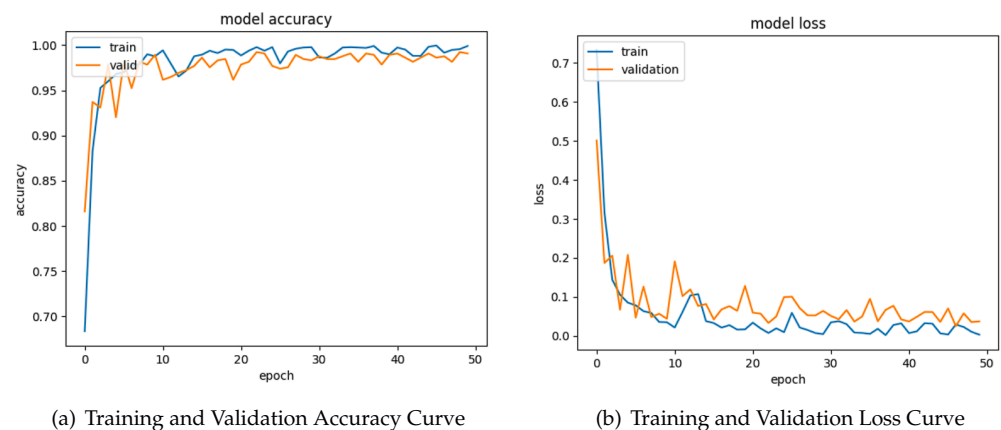 model accuracy
1.00
0.95
0.90
0.85
0.80
0.75
0.70
accuracy
train
valid
0
10
20
30
40
50
epoch
(a) Training and Validation Accuracy Curve
model loss
0.7
0.6
0.5
0.4
0.3
0.2
0.1
0.0
loss
train
validation
0
10
20
30
40
50
epoch
(b) Training and Validation Loss Curve